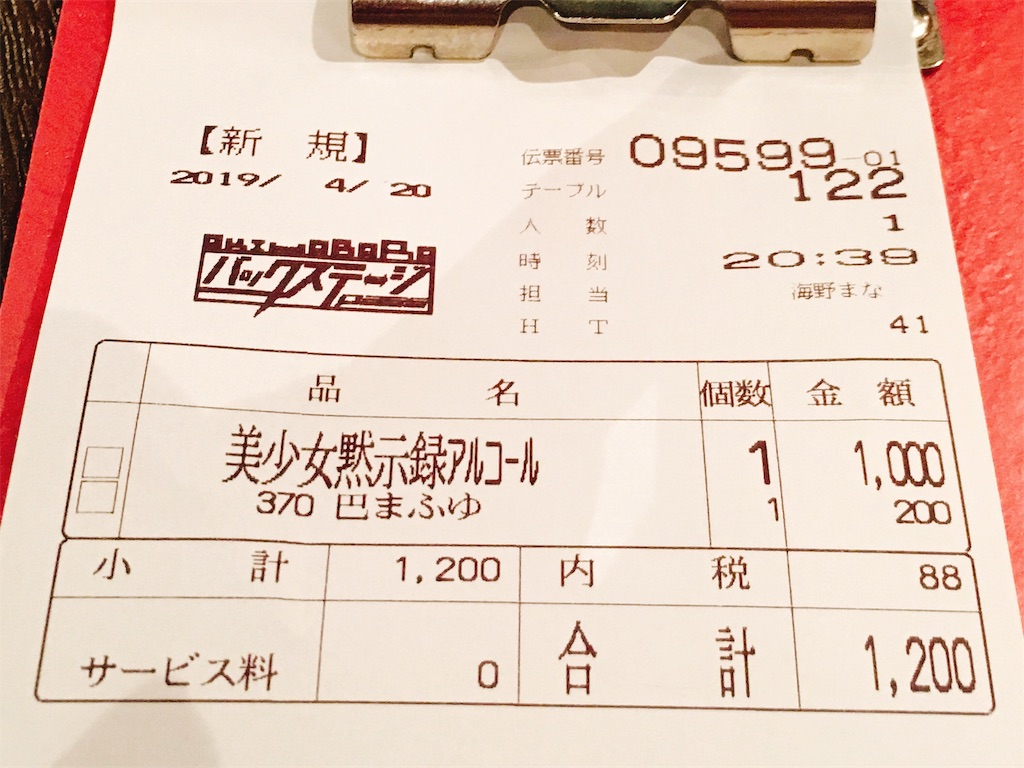 【新 規】
2019/ 4/ 20
バックステージ
伝票番号 09599-01
テーブル 122
人 数 1
時 刻 20:39
担 当 海野まな
H T 41
品 名 個数 金 額
美少女黙示録アルコール 1 1,000
370 巴まふゆ 1 200
小 計 1,200 内 税 88
サービス料 0 合 計 1,200